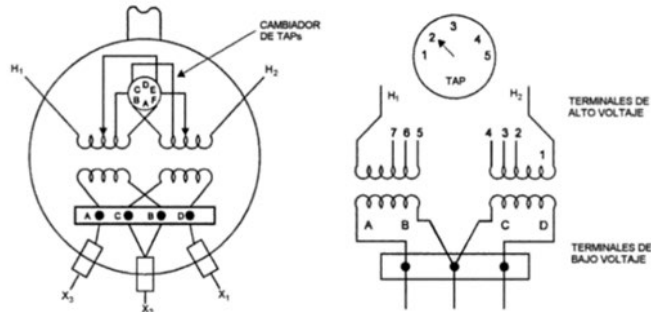 CAMBIADOR
DE TAPs
H1
H2
D
C E
B F
A
A C B D
X3
X2
X1
3
2 4
1 5
TAP
H1
H2
TERMINALES DE
ALTO VOLTAJE
7 6 5
4 3 2
1
A B C D
TERMINALES DE
BAJO VOLTAJE